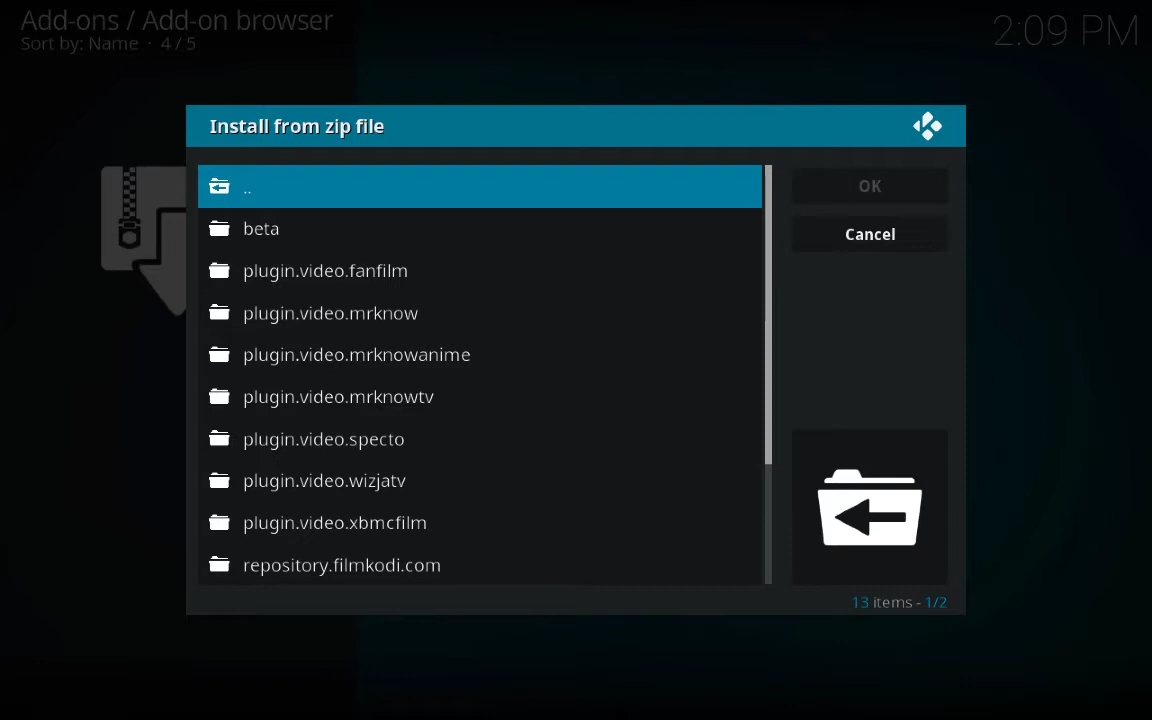 Add-ons / Add-on browser
Sort by: Name · 4 / 5
2:09 PM
Install from zip file
..
beta
plugin.video.fanfilm
plugin.video.mrknow
plugin.video.mrknowanime
plugin.video.mrknowtv
plugin.video.specto
plugin.video.wizjatv
plugin.video.xbmcfilm
repository.filmkodi.com
OK
Cancel
13 items - 1/2